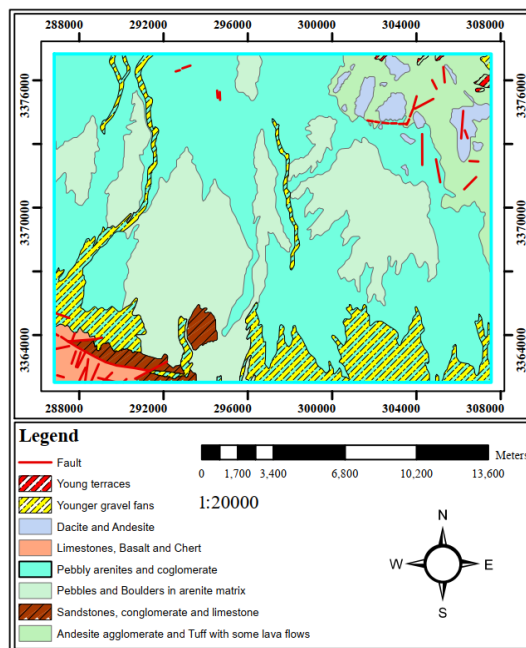 288000 292000 296000 300000 304000 308000
3376000 3376000
3370000 3370000
3364000 3364000
288000 292000 296000 300000 304000 308000
Legend
Fault
Young terraces
Younger gravel fans
Dacite and Andesite
Limestones, Basalt and Chert
Pebbly arenites and coglomerate
Pebbles and Boulders in arenite matrix
Sandstones, conglomerate and limestone
Andesite agglomerate and Tuff with some lava flows
Meters
0 1,700 3,400 6,800 10,200 13,600
1:20000
N
W E
S